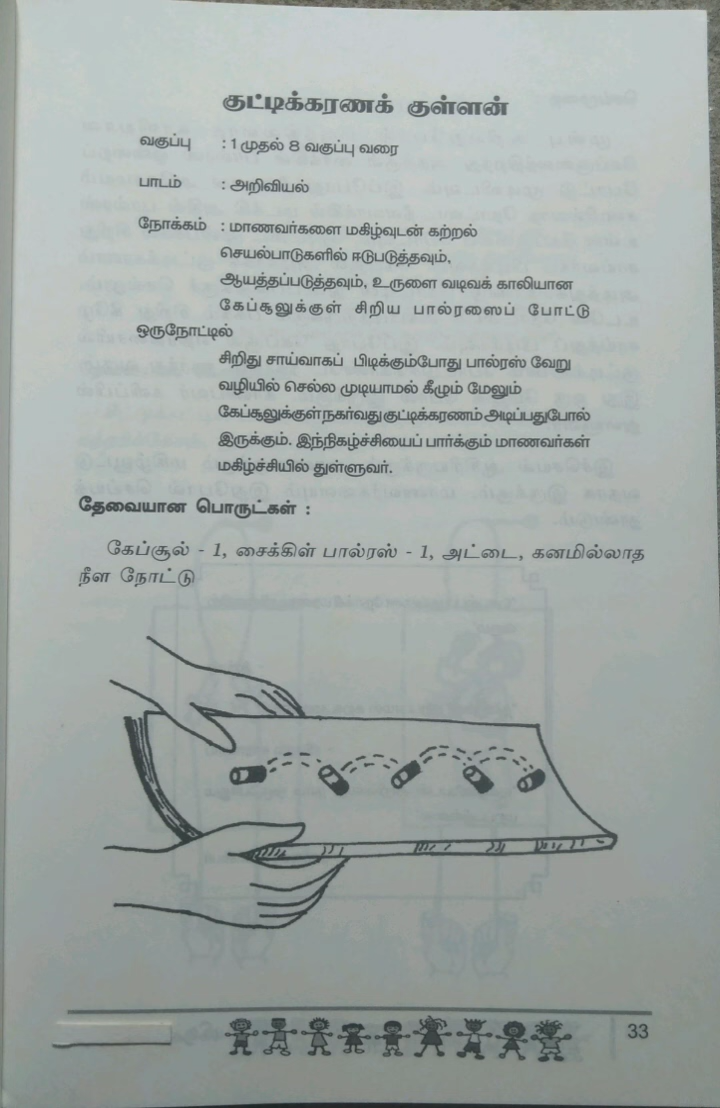 குட்டிக்கரணக் குள்ளன்
வகுப்பு : 1 முதல் 8 வகுப்பு வரை
பாடம் : அறிவியல்
நோக்கம் : மாணவர்களை மகிழ்வுடன் கற்றல்
செயல்பாடுகளில் ஈடுபடுத்தவும்,
ஆயத்தப்படுத்தவும், உருளை வடிவக் காலியான
கேப்சூலுக்குள் சிறிய பால்ரஸைப் போட்டு
ஒருநோட்டில்
சிறிது சாய்வாகப் பிடிக்கும்போது பால்ரஸ் வேறு
வழியில் செல்ல முடியாமல் கீழும் மேலும்
கேப்சூலுக்குள் நகர்வது குட்டிக்கரணம் அடிப்பதுபோல்
இருக்கும். இந்நிகழ்ச்சியைப் பார்க்கும் மாணவர்கள்
மகிழ்ச்சியில் துள்ளுவர்.
தேவையான பொருட்கள் :
கேப்சூல் - 1, சைக்கிள் பால்ரஸ் - 1, அட்டை, கனமில்லாத
நீள நோட்டு
33